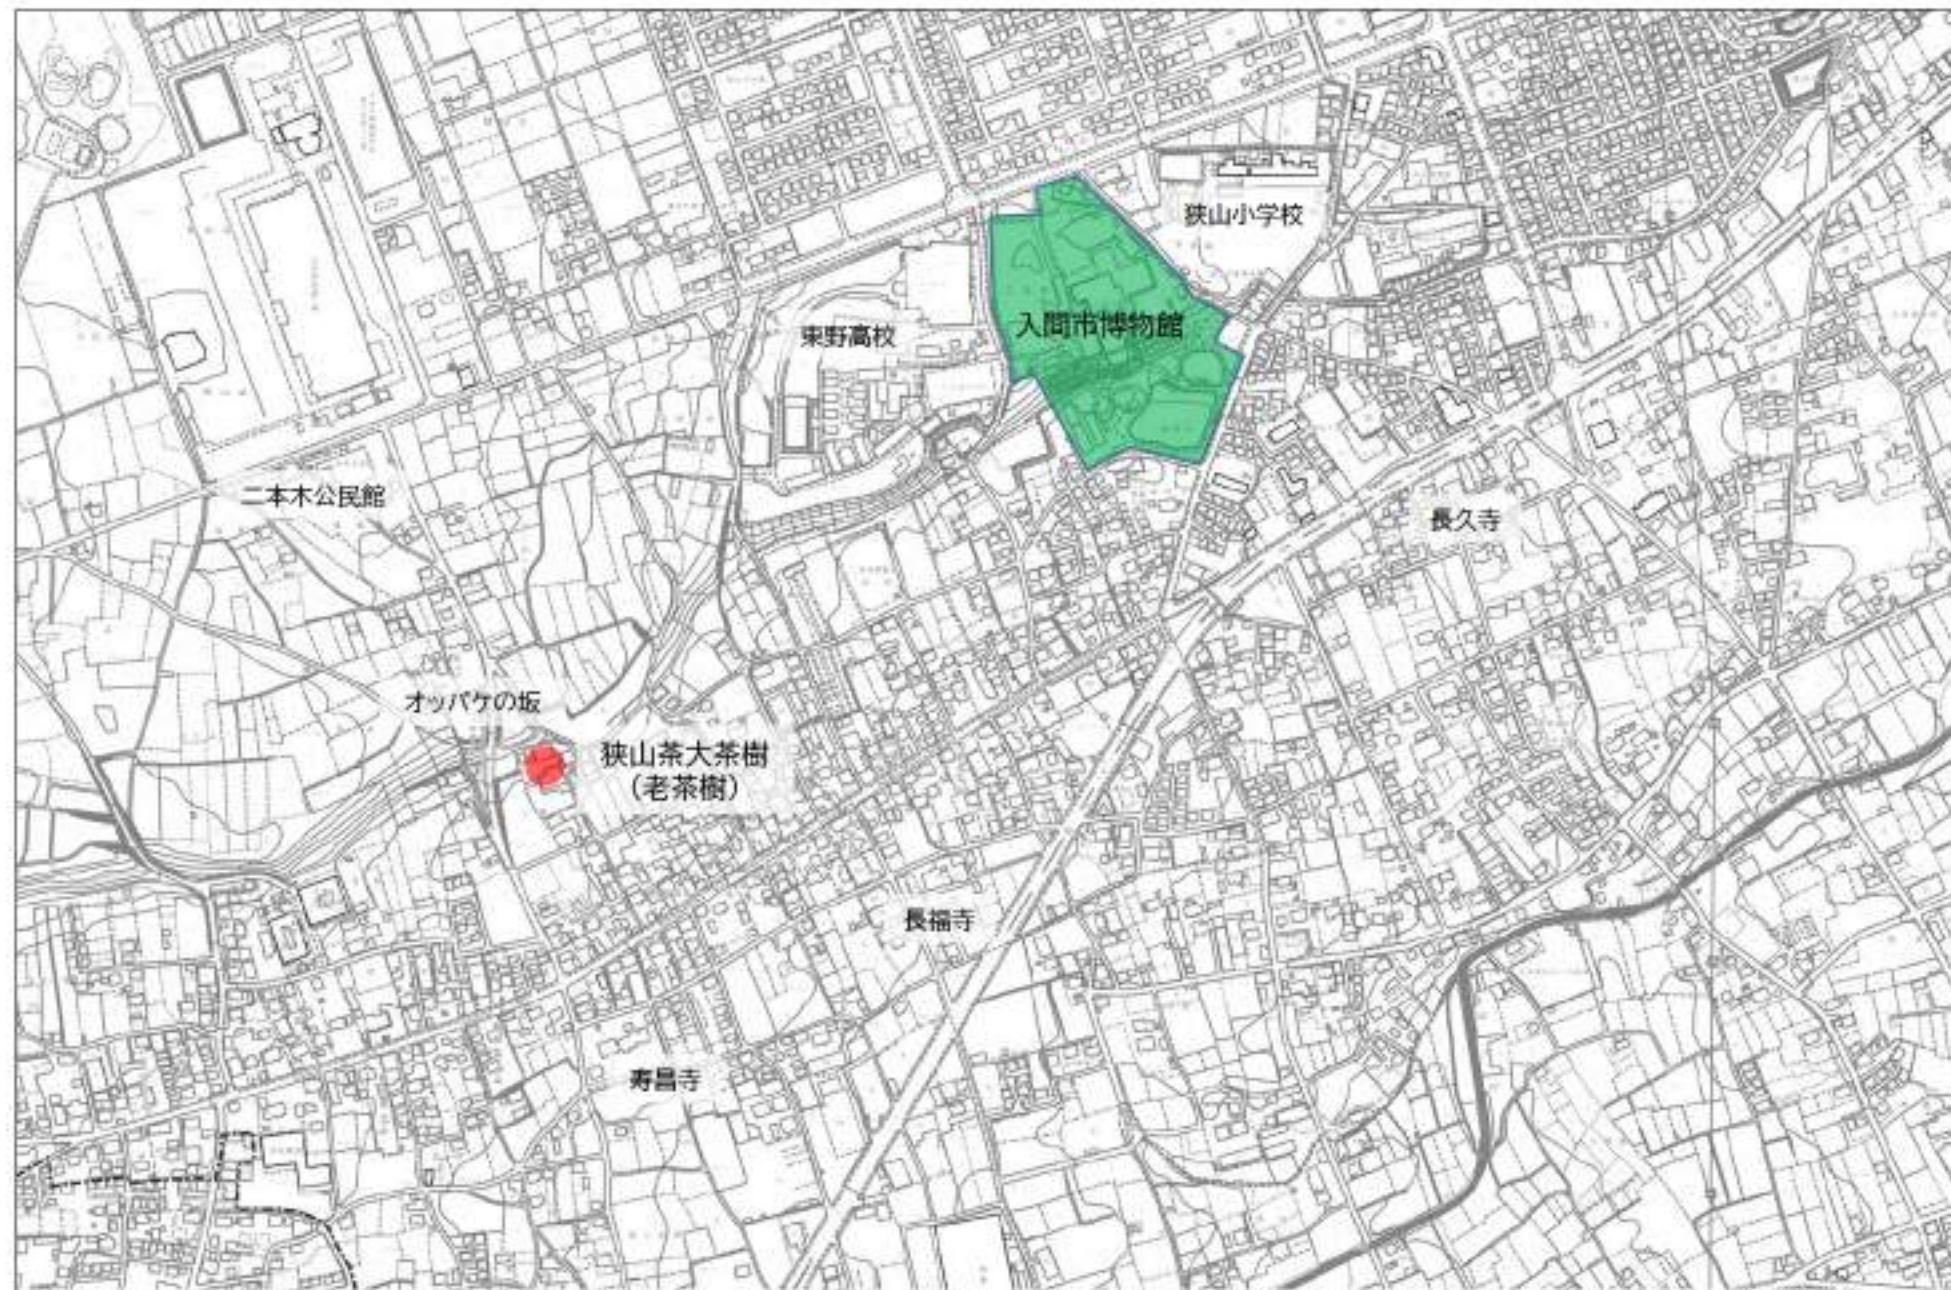 狭山小学校
入間市博物館
東野高校
二本木公民館
長久寺
オッパケの坂
狭山茶大茶樹
（老茶樹）
長福寺
寿昌寺